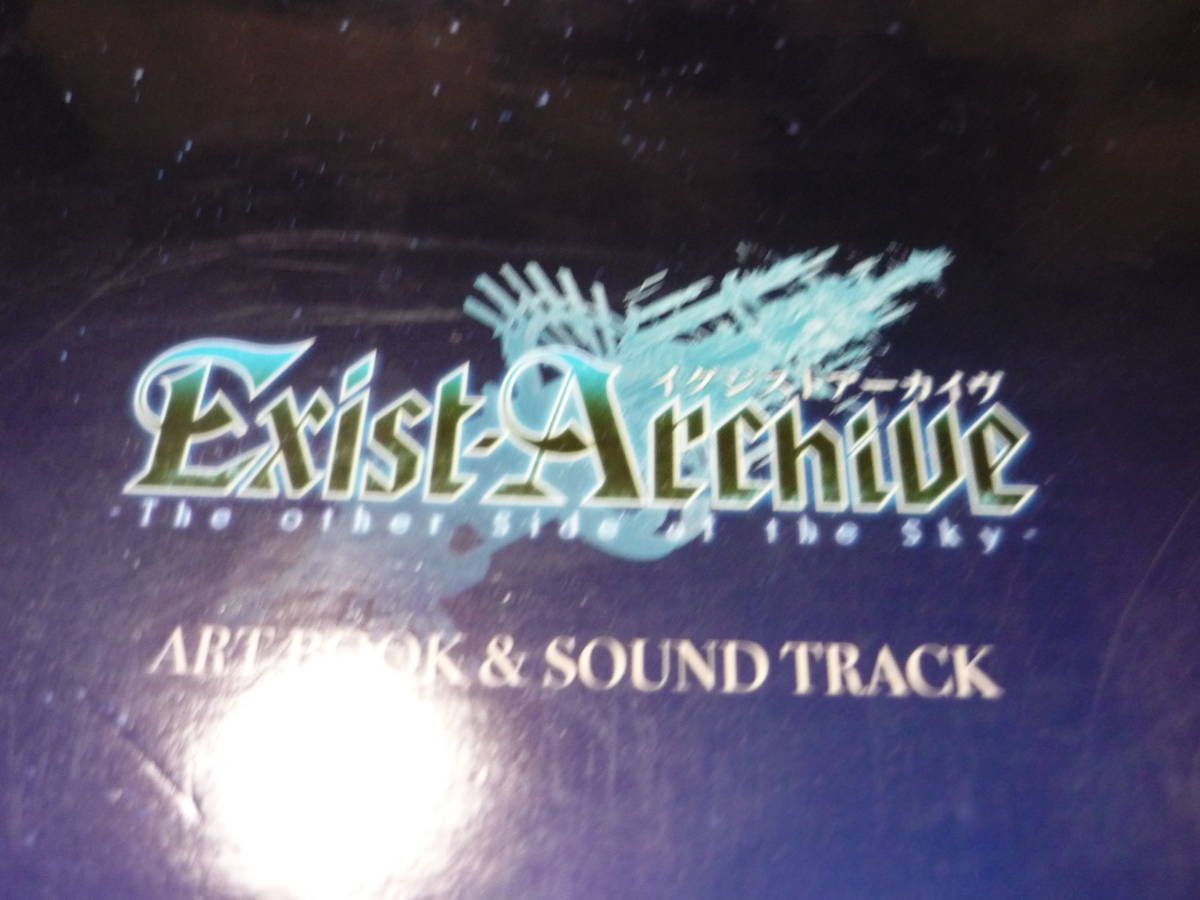 イグジストアーカイヴ
Exist-Archive
-The Other Side of the Sky-
ART BOOK & SOUND TRACK